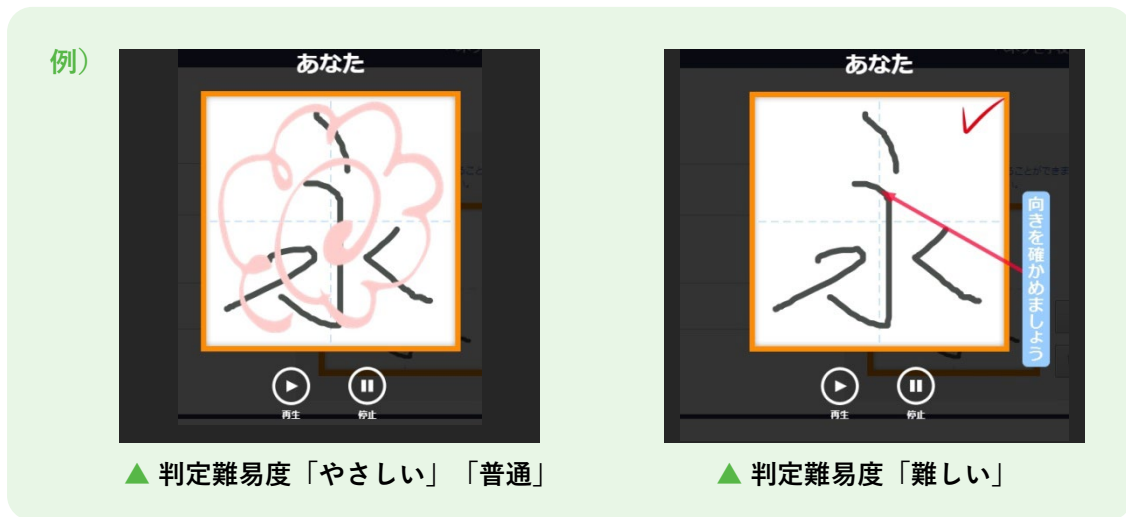 例）
あなた
永
再生 停止
▲ 判定難易度「やさしい」「普通」
あなた
永
向きを確かめましょう
再生 停止
▲ 判定難易度「難しい」